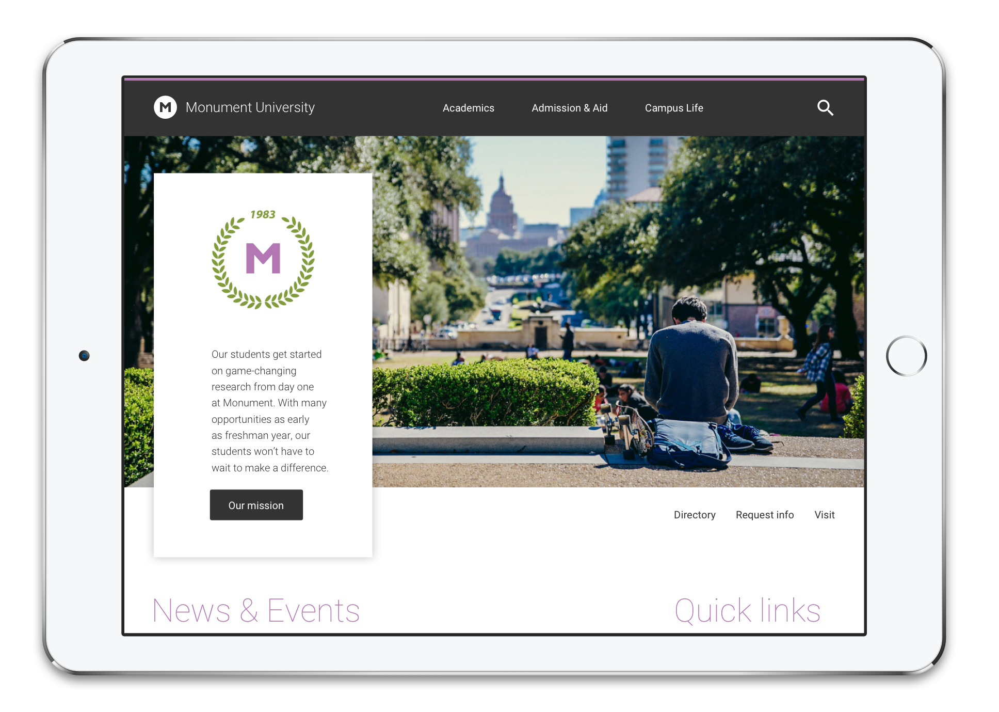 M Monument University
Academics Admission & Aid Campus Life
1983
M
Our students get started
on game-changing
research from day one
at Monument. With many
opportunities as early
as freshman year, our
students won’t have to
wait to make a difference.
Our mission
Directory Request info Visit
News & Events
Quick links